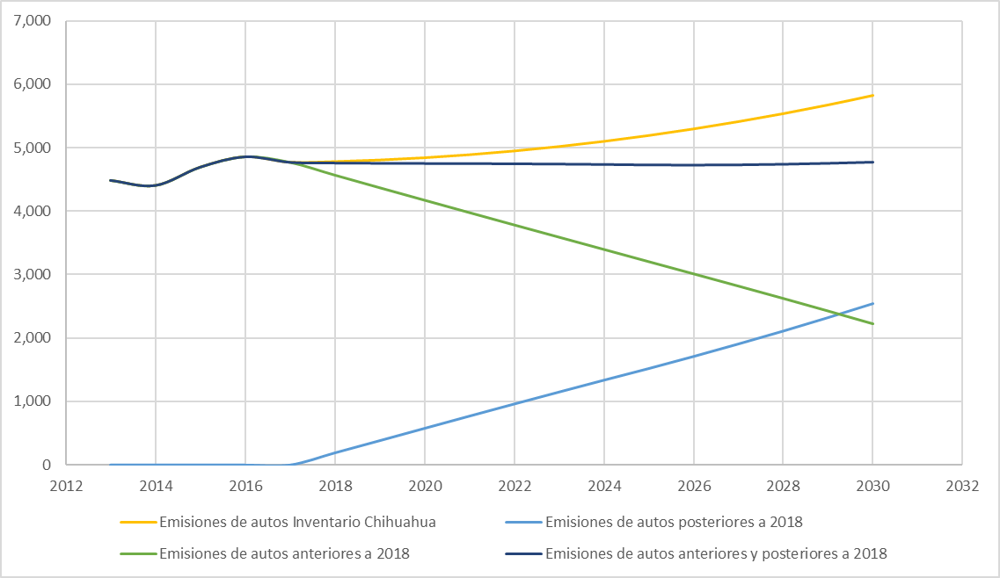 7,000
6,000
5,000
4,000
3,000
2,000
1,000
0
2012 2014 2016 2018 2020 2022 2024 2026 2028 2030 2032
Emisiones de autos Inventario Chihuahua Emisiones de autos posteriores a 2018
Emisiones de autos anteriores a 2018 Emisiones de autos anteriores y posteriores a 2018